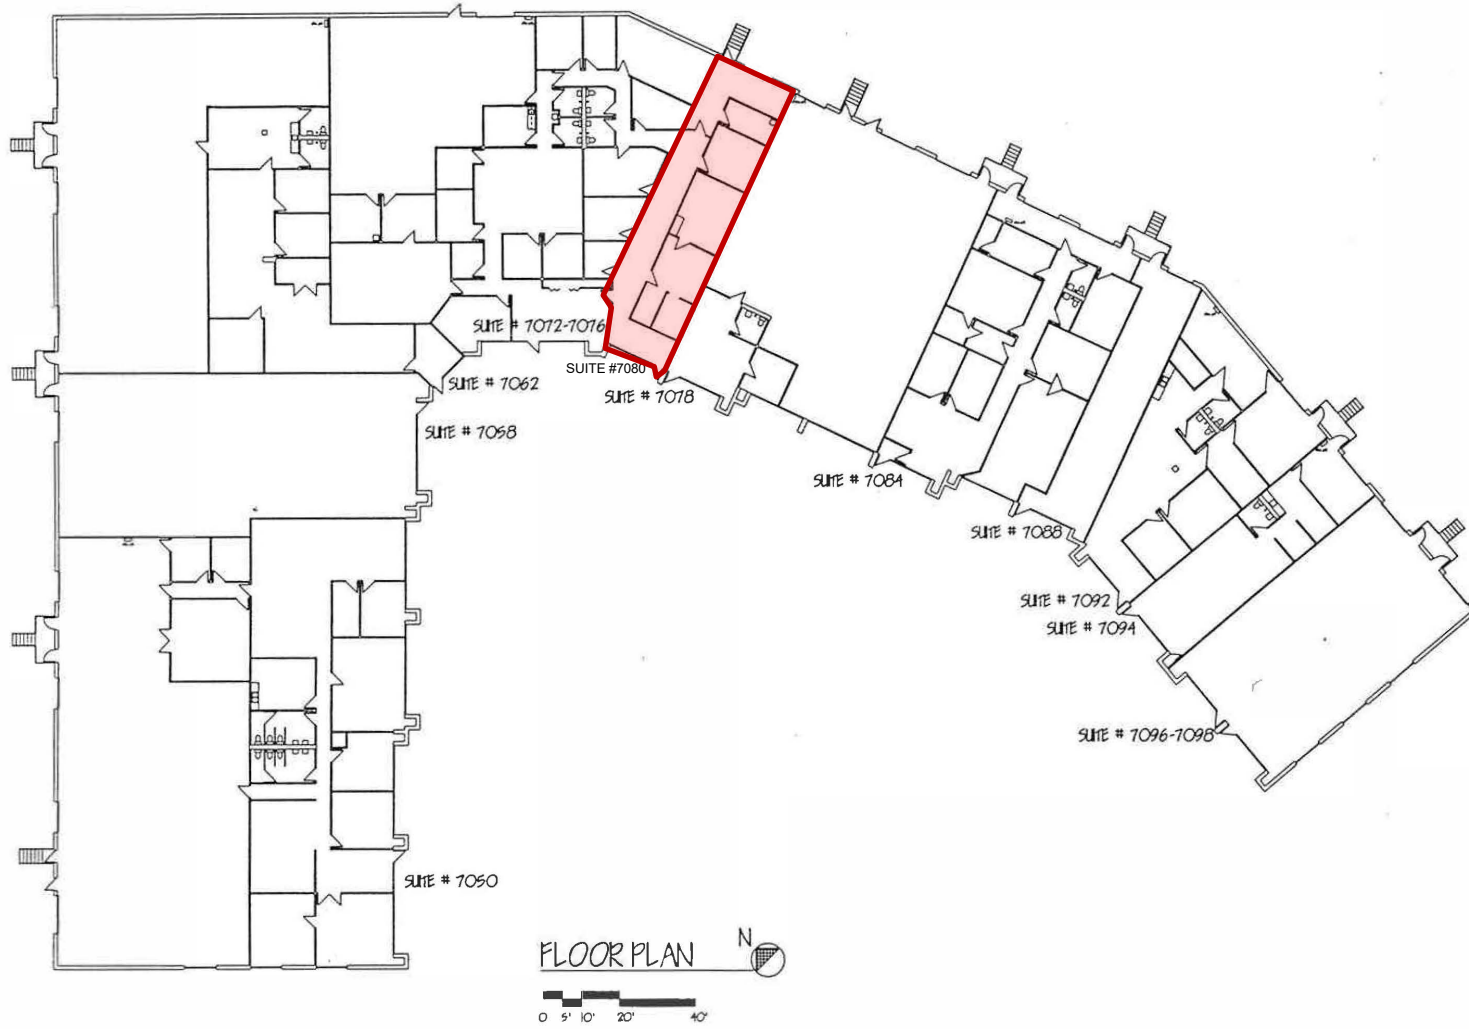 SUITE # 7072-7076
SUITE #7080
SUITE # 7062
SUITE # 7078
SUITE # 7058
SUITE # 7084
SUITE # 7088
SUITE # 7092
SUITE # 7094
SUITE # 7096-7098
SUITE # 7050
FLOOR PLAN N
0 5' 10' 20' 40'